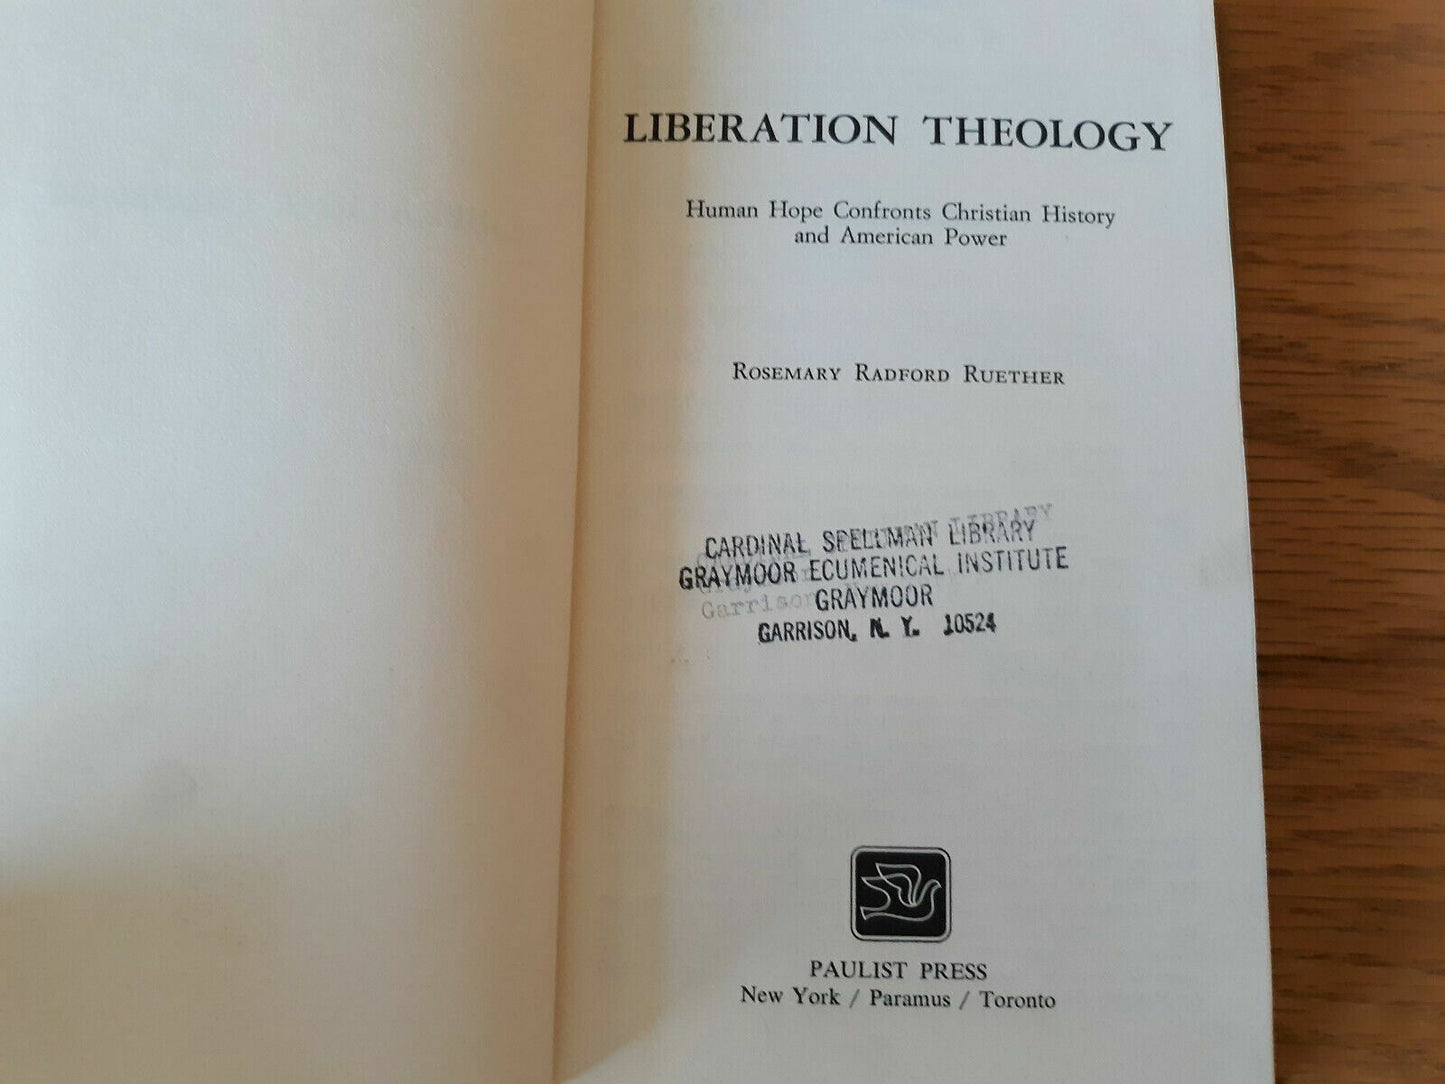 LIBERATION THEOLOGY
Human Hope Confronts Christian History
and American Power
ROSEMARY RADFORD RUETHER
CARDINAL SPELLMAN LIBRARY
GRAYMOOR ECUMENICAL INSTITUTE
Garrison
GRAYMOOR
GARRISON, N. Y. 10524
PAULIST PRESS
New York / Paramus / Toronto